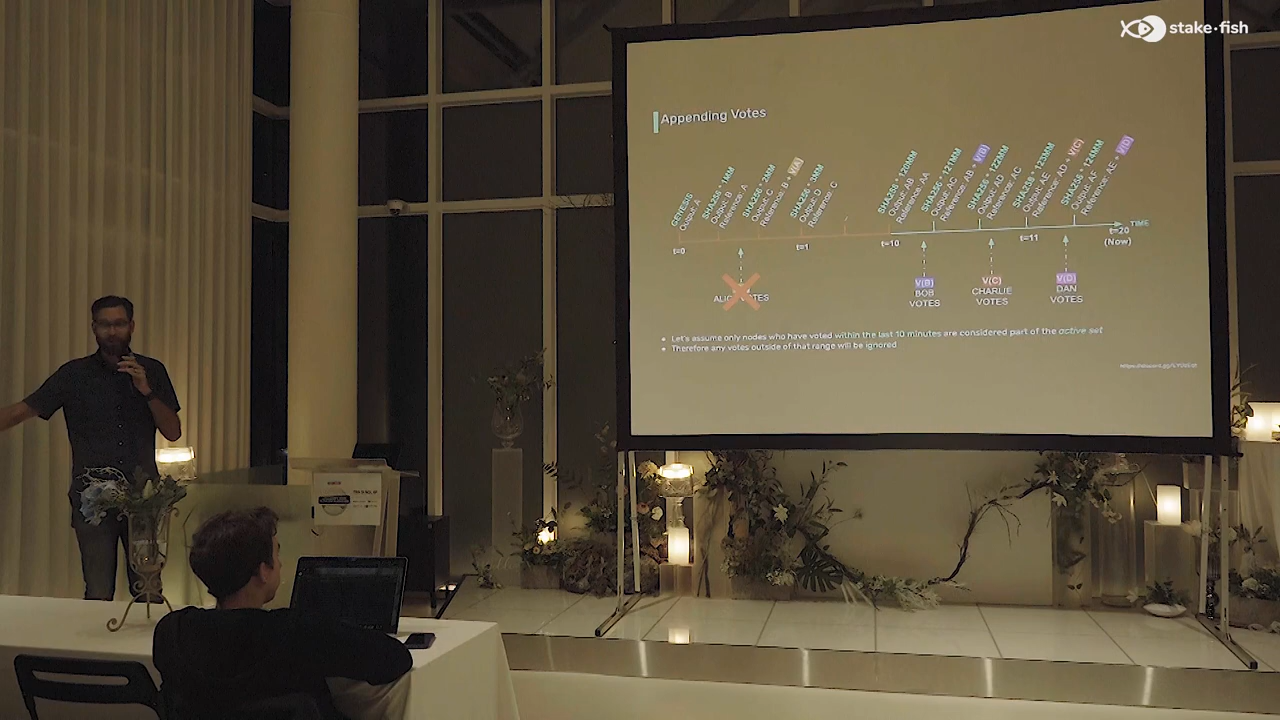 stake·fish
Appending Votes
GENESIS
Output: A
SHA256 * 1MM
Output: B
Reference: A
SHA256 * 2MM
Output: C
Reference: B + V(A)
SHA256 * 3MM
Output: D
Reference: C
SHA256 * 120MM
Output: AB
Reference: AA
SHA256 * 121MM
Output: AC
Reference: AB + V(B)
SHA256 * 122MM
Output: AD
Reference: AC
SHA256 * 123MM
Output: AE
Reference: AD + V(C)
SHA256 * 124MM
Output: AF
Reference: AE + V(D)
TIME
t=0
t=1
t=10
t=11
t=20
(Now)
V(B)
BOB
VOTES
V(C)
CHARLIE
VOTES
V(C)
DAN
VOTES
Let's assume only nodes who have voted within the last 10 minutes are considered part of the active set
Therefore any votes outside of that range will be ignored